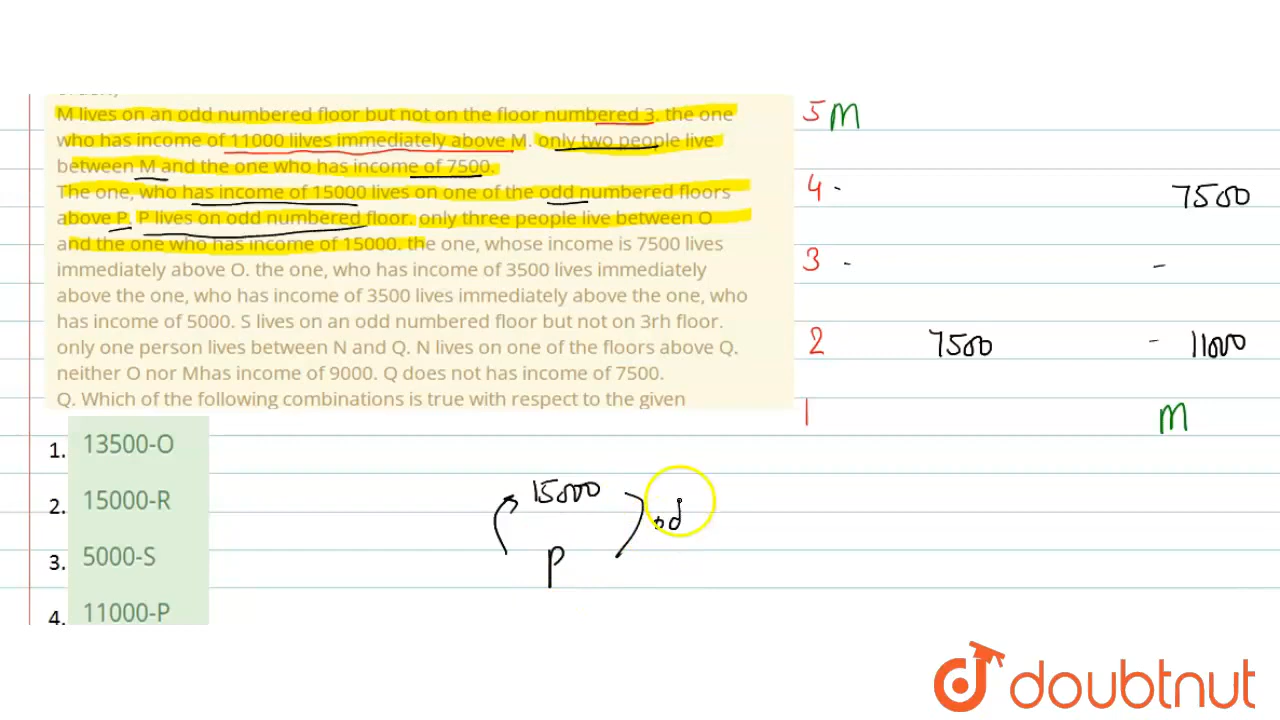 M lives on an odd numbered floor but not on the floor numbered 3. the one
who has income of 11000 lilves immediately above M. only two people live
between M and the one who has income of 7500.
The one, who has income of 15000 lives on one of the odd numbered floors
above P. P lives on odd numbered floor. only three people live between O
and the one who has income of 15000. the one, whose income is 7500 lives
immediately above O. the one, who has income of 3500 lives immediately
above the one, who has income of 3500 lives immediately above the one, who
has income of 5000. S lives on an odd numbered floor but not on 3rh floor.
only one person lives between N and Q. N lives on one of the floors above Q.
neither O nor Mhas income of 9000. Q does not has income of 7500.
Q. Which of the following combinations is true with respect to the given
1. 13500-O
2. 15000-R
3. 5000-S
4. 11000-P
5 M
4 - 7500
3 - -
2 7500 - 11000
1 M
15000
od
P
doubtnut